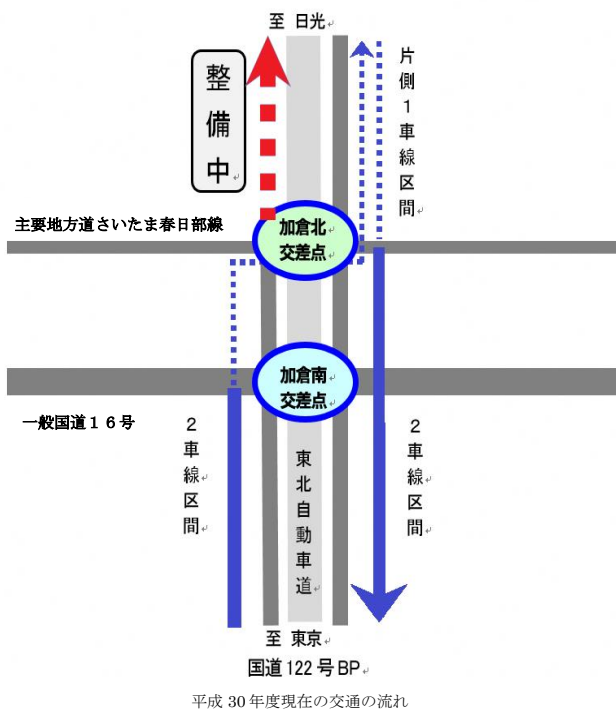 至 日光
整備中
片側１車線区間
主要地方道さいたま春日部線
加倉北
交差点
加倉南
交差点
一般国道１６号
２車線区間
東北自動車道
２車線区間
至 東京
国道122号BP
平成 30 年度現在の交通の流れ